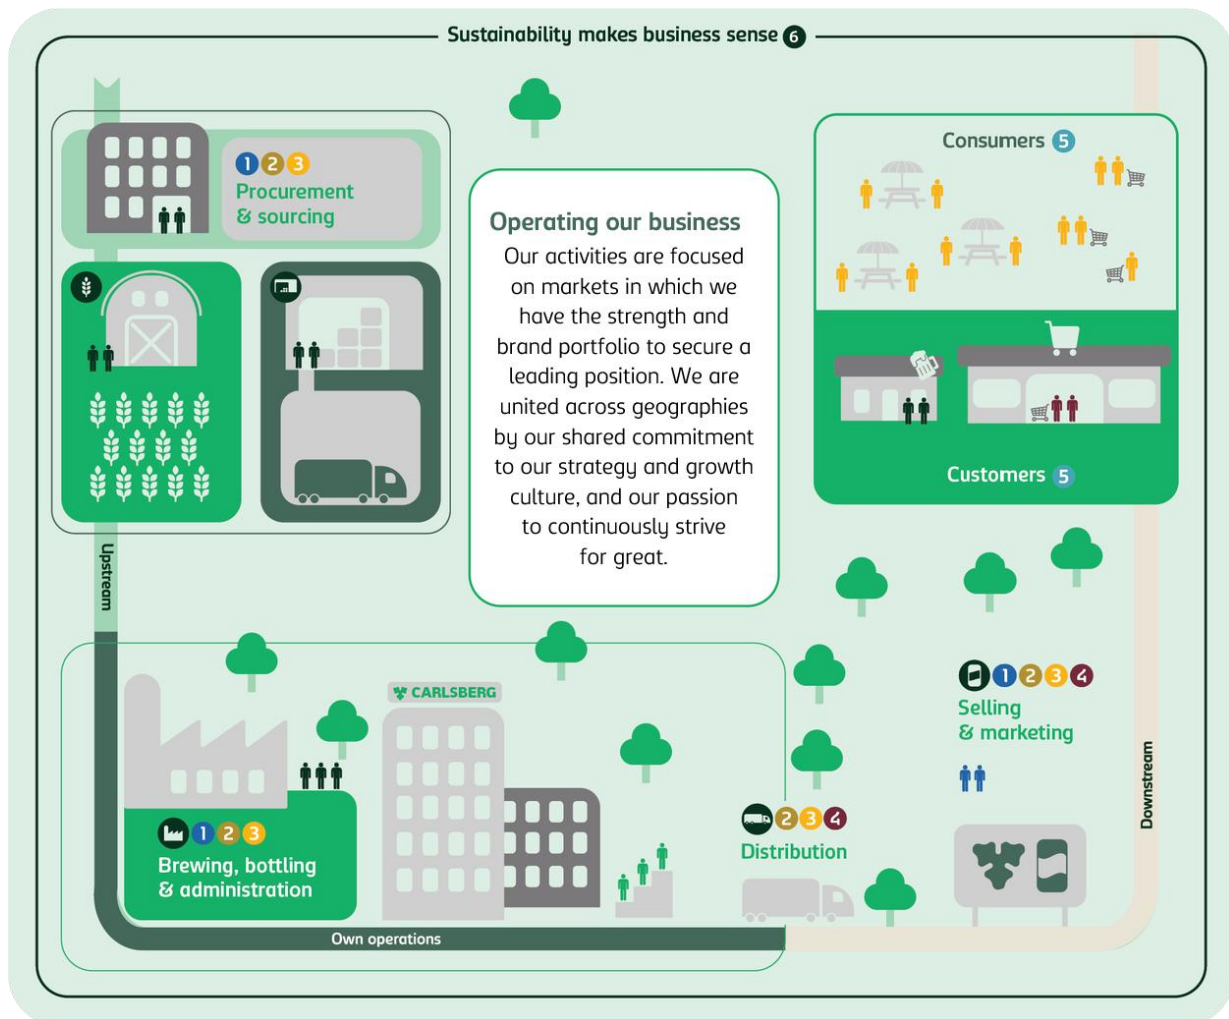 Sustainability makes business sense 6
1 2 3
Procurement
& sourcing
Operating our business
Our activities are focused
on markets in which we
have the strength and
brand portfolio to secure a
leading position. We are
united across geographies
by our shared commitment
to our strategy and growth
culture, and our passion
to continuously strive
for great.
Consumers 5
Customers 5
Upstream
CARLSBERG
1 2 3
Brewing, bottling
& administration
Own operations
2 3 4
Distribution
1 2 3 4
Selling
& marketing
Downstream